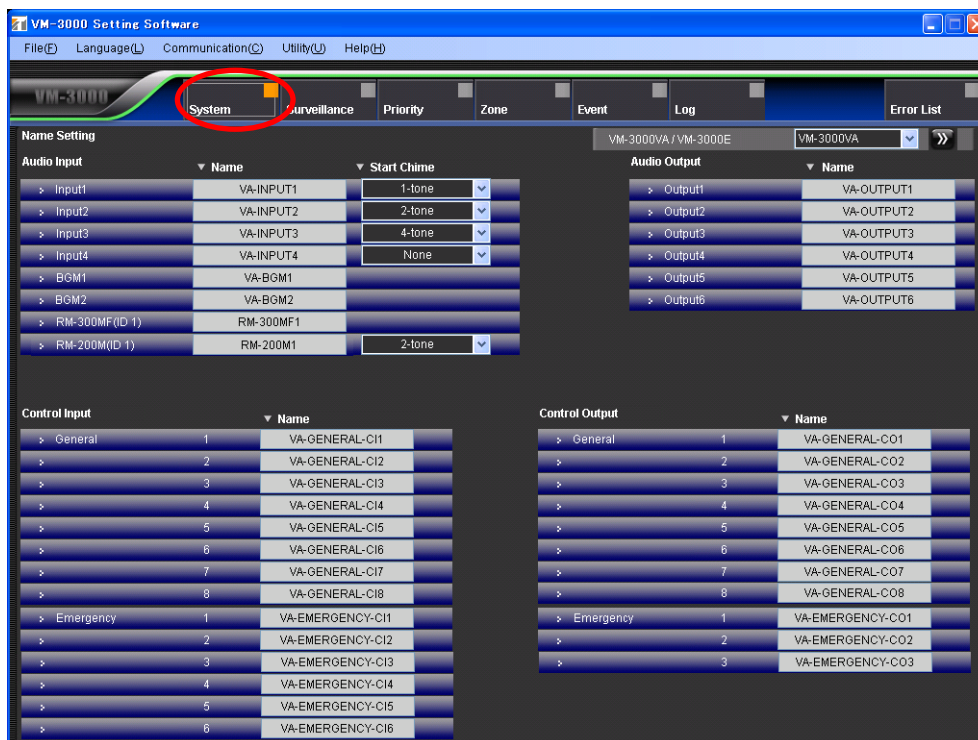 VM-3000 Setting Software
File(F) Language(L) Communication(C) Utility(U) Help(H)
VM-3000
System Surveillance Priority Zone Event Log Error List
Name Setting VM-3000VA / VM-3000E VM-3000VA
Audio Input Name Start Chime Audio Output Name
Input1 VA-INPUT1 1-tone Output1 VA-OUTPUT1
Input2 VA-INPUT2 2-tone Output2 VA-OUTPUT2
Input3 VA-INPUT3 4-tone Output3 VA-OUTPUT3
Input4 VA-INPUT4 None Output4 VA-OUTPUT4
BGM1 VA-BGM1 Output5 VA-OUTPUT5
BGM2 VA-BGM2 Output6 VA-OUTPUT6
RM-300MF(ID 1) RM-300MF1
RM-200M(ID 1) RM-200M1 2-tone
Control Input Name Control Output Name
General 1 VA-GENERAL-CI1 General 1 VA-GENERAL-CO1
2 VA-GENERAL-CI2 2 VA-GENERAL-CO2
3 VA-GENERAL-CI3 3 VA-GENERAL-CO3
4 VA-GENERAL-CI4 4 VA-GENERAL-CO4
5 VA-GENERAL-CI5 5 VA-GENERAL-CO5
6 VA-GENERAL-CI6 6 VA-GENERAL-CO6
7 VA-GENERAL-CI7 7 VA-GENERAL-CO7
8 VA-GENERAL-CI8 8 VA-GENERAL-CO8
Emergency 1 VA-EMERGENCY-CI1 Emergency 1 VA-EMERGENCY-CO1
2 VA-EMERGENCY-CI2 2 VA-EMERGENCY-CO2
3 VA-EMERGENCY-CI3 3 VA-EMERGENCY-CO3
4 VA-EMERGENCY-CI4
5 VA-EMERGENCY-CI5
6 VA-EMERGENCY-CI6